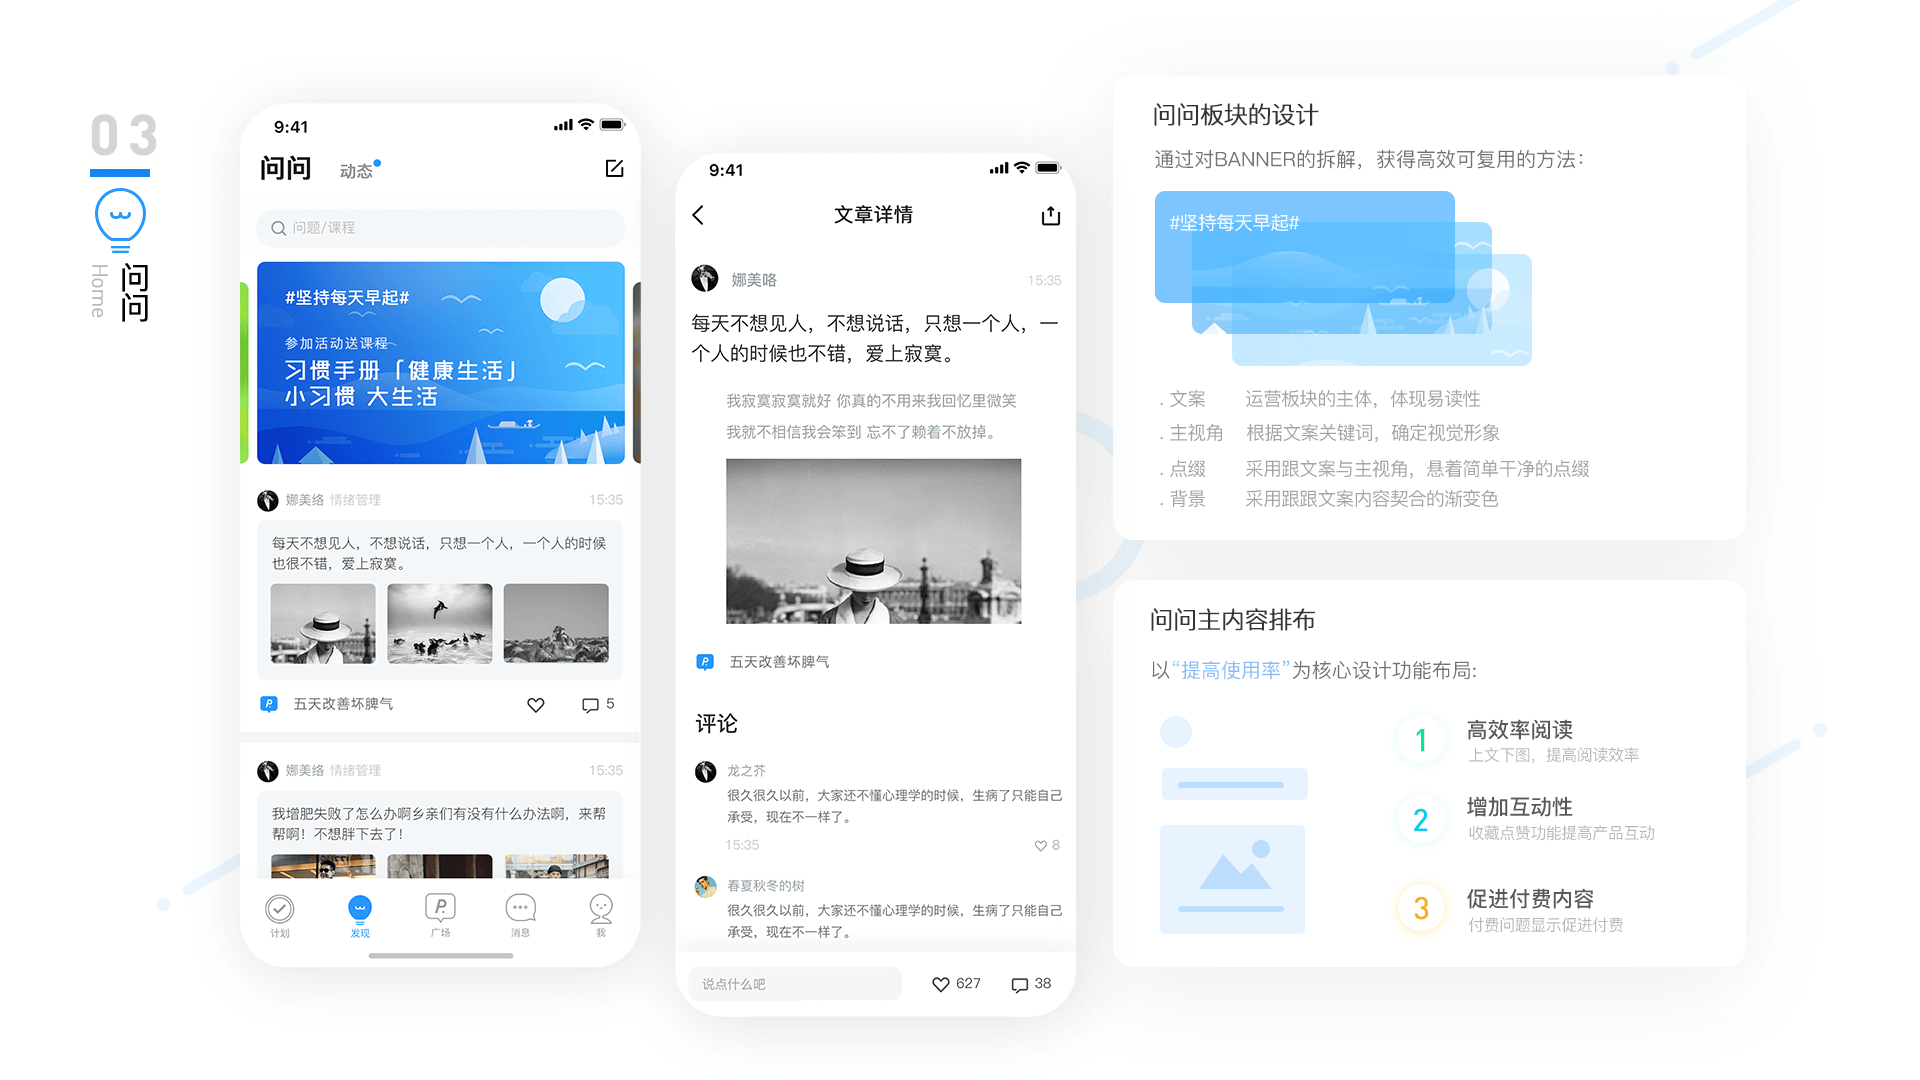 03
问问
Home
9:41
问问 动态
问题/课程
#坚持每天早起#
参加活动送课程
习惯手册「健康生活」
小习惯 大生活
娜美络 情绪管理 15:35
每天不想见人，不想说话，只想一个人，一个人的时候
也很不错，爱上寂寞。
P. 五天改善坏脾气 5
娜美络 情绪管理 15:35
我增肥失败了怎么办啊乡亲们有没有什么办法啊，来帮
帮啊！不想胖下去了！
计划 发现 广场 消息 我
9:41
文章详情
娜美咯 15:35
每天不想见人，不想说话，只想一个人，一
个人的时候也不错，爱上寂寞。
我寂寞寂寞就好 你真的不用来我回忆里微笑
我就不相信我会笨到 忘不了赖着不放掉。
P. 五天改善坏脾气
评论
龙之芥
很久很久以前，大家还不懂心理学的时候，生病了只能自己
承受，现在不一样了。
15:35 8
春夏秋冬的树
很久很久以前，大家还不懂心理学的时候，生病了只能自己
承受，现在不一样了。
说点什么吧 627 38
问问板块的设计
通过对BANNER的拆解，获得高效可复用的方法：
#坚持每天早起#
. 文案 运营板块的主体，体现易读性
. 主视角 根据文案关键词，确定视觉形象
. 点缀 采用跟文案与主视角，悬着简单干净的点缀
. 背景 采用跟跟文案内容契合的渐变色
问问主内容排布
以“提高使用率”为核心设计功能布局:
1 高效率阅读
上文下图，提高阅读效率
2 增加互动性
收藏点赞功能提高产品互动
3 促进付费内容
付费问题显示促进付费